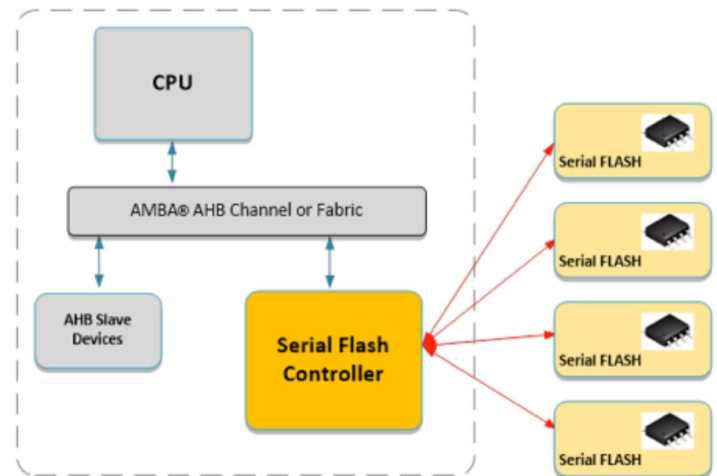 CPU
AMBA® AHB Channel or Fabric
AHB Slave
Devices
Serial Flash
Controller
Serial FLASH
Serial FLASH
Serial FLASH
Serial FLASH